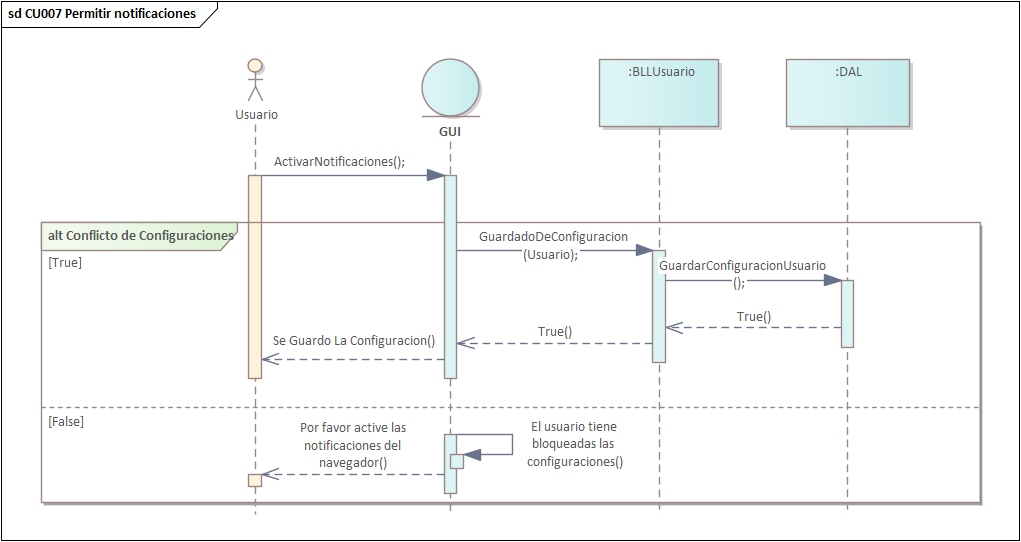 sd CU007 Permitir notificaciones
Usuario
GUI
:BLLUsuario
:DAL
ActivarNotificaciones();
alt Conflicto de Configuraciones
[True]
GuardadoDeConfiguracion
(Usuario);
GuardarConfiguracionUsuario
();
True()
True()
Se Guardo La Configuracion()
[False]
Por favor active las
notificaciones del
navegador()
El usuario tiene
bloqueadas las
configuraciones()